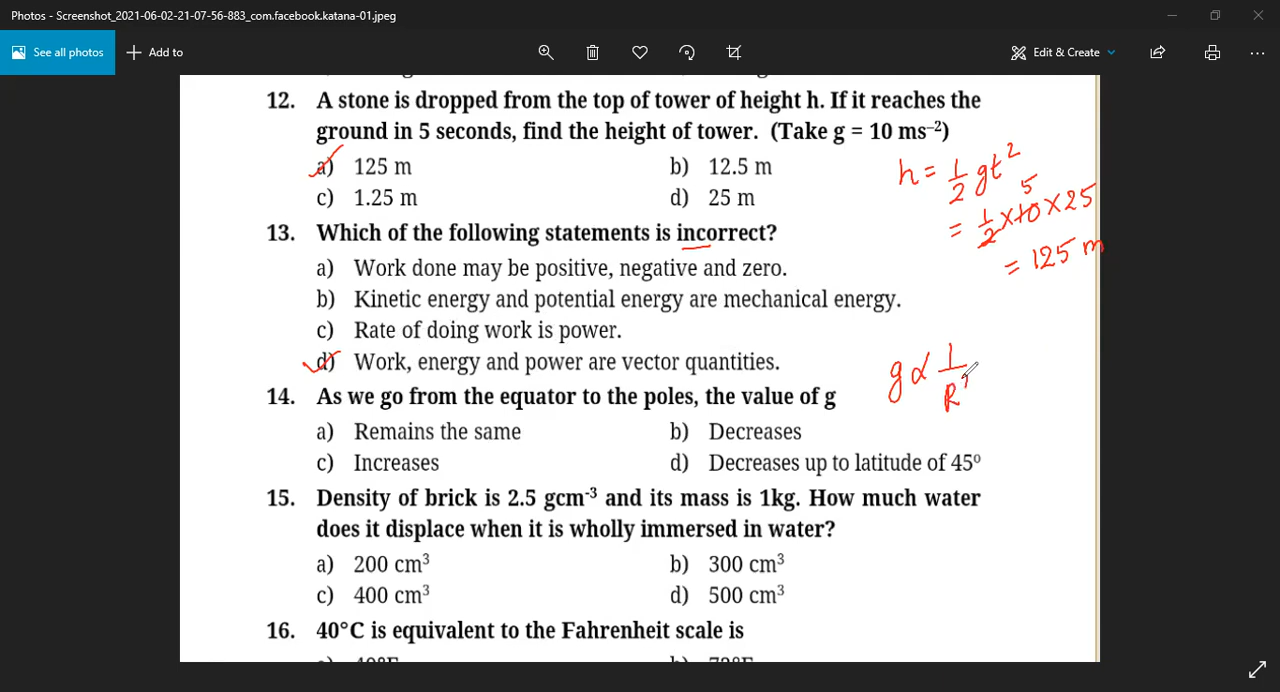 Photos - Screenshot_2021-06-02-21-07-56-883_com.facebook.katana-01.jpeg
See all photos
Add to
Edit & Create
12. A stone is dropped from the top of tower of height h. If it reaches the
ground in 5 seconds, find the height of tower. (Take g = 10 ms⁻²)
a) 125 m b) 12.5 m
c) 1.25 m d) 25 m
h = 1/2 gt²
= 1/2 × 10 × 25
5
= 125 m
13. Which of the following statements is incorrect?
a) Work done may be positive, negative and zero.
b) Kinetic energy and potential energy are mechanical energy.
c) Rate of doing work is power.
d) Work, energy and power are vector quantities.
g ∝ 1/R
14. As we go from the equator to the poles, the value of g
a) Remains the same b) Decreases
c) Increases d) Decreases up to latitude of 45⁰
15. Density of brick is 2.5 gcm⁻³ and its mass is 1kg. How much water
does it displace when it is wholly immersed in water?
a) 200 cm³ b) 300 cm³
c) 400 cm³ d) 500 cm³
16. 40°C is equivalent to the Fahrenheit scale is